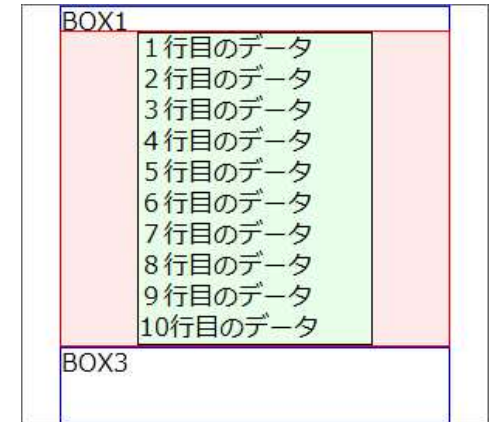 BOX1
１行目のデータ
２行目のデータ
３行目のデータ
４行目のデータ
５行目のデータ
６行目のデータ
７行目のデータ
８行目のデータ
９行目のデータ
10行目のデータ
BOX3